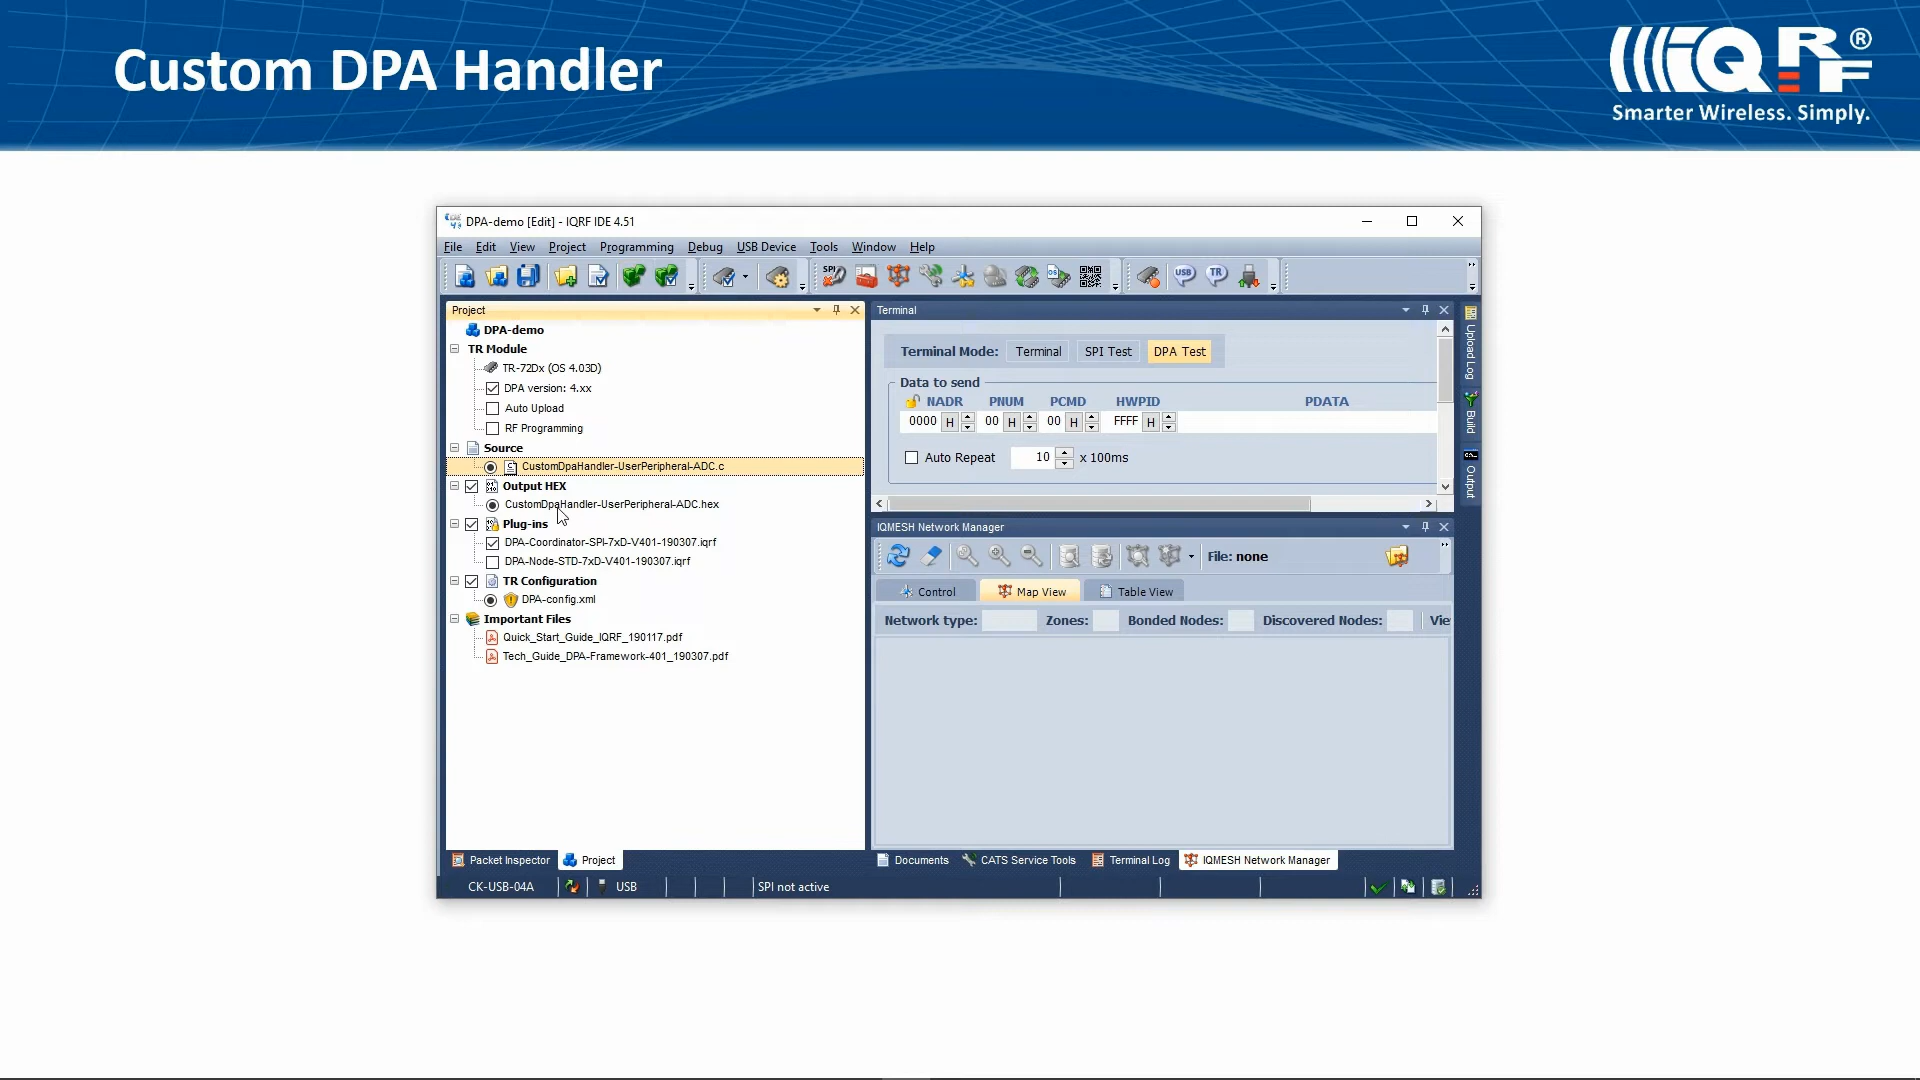 Custom DPA Handler
IQRF®
Smarter Wireless. Simply.
DPA-demo [Edit] - IQRF IDE 4.51
File Edit View Project Programming Debug USB Device Tools Window Help
Project
DPA-demo
TR Module
TR-72Dx (OS 4.03D)
DPA version: 4.xx
Auto Upload
RF Programming
Source
CustomDpaHandler-UserPeripheral-ADC.c
Output HEX
CustomDpaHandler-UserPeripheral-ADC.hex
Plug-ins
DPA-Coordinator-SPI-7xD-V401-190307.iqrf
DPA-Node-STD-7xD-V401-190307.iqrf
TR Configuration
DPA-config.xml
Important Files
Quick_Start_Guide_IQRF_190117.pdf
Tech_Guide_DPA-Framework-401_190307.pdf
Terminal
Terminal Mode: Terminal SPI Test DPA Test
Data to send
NADR PNUM PCMD HWPID PDATA
0000 H 00 H 00 H FFFF H
Auto Repeat 10 x 100ms
IQMESH Network Manager
File: none
Control Map View Table View
Network type: Zones: Bonded Nodes: Discovered Nodes: Vie
Upload Log
Build
Output
Packet Inspector Project
Documents CATS Service Tools Terminal Log IQMESH Network Manager
CK-USB-04A USB SPI not active